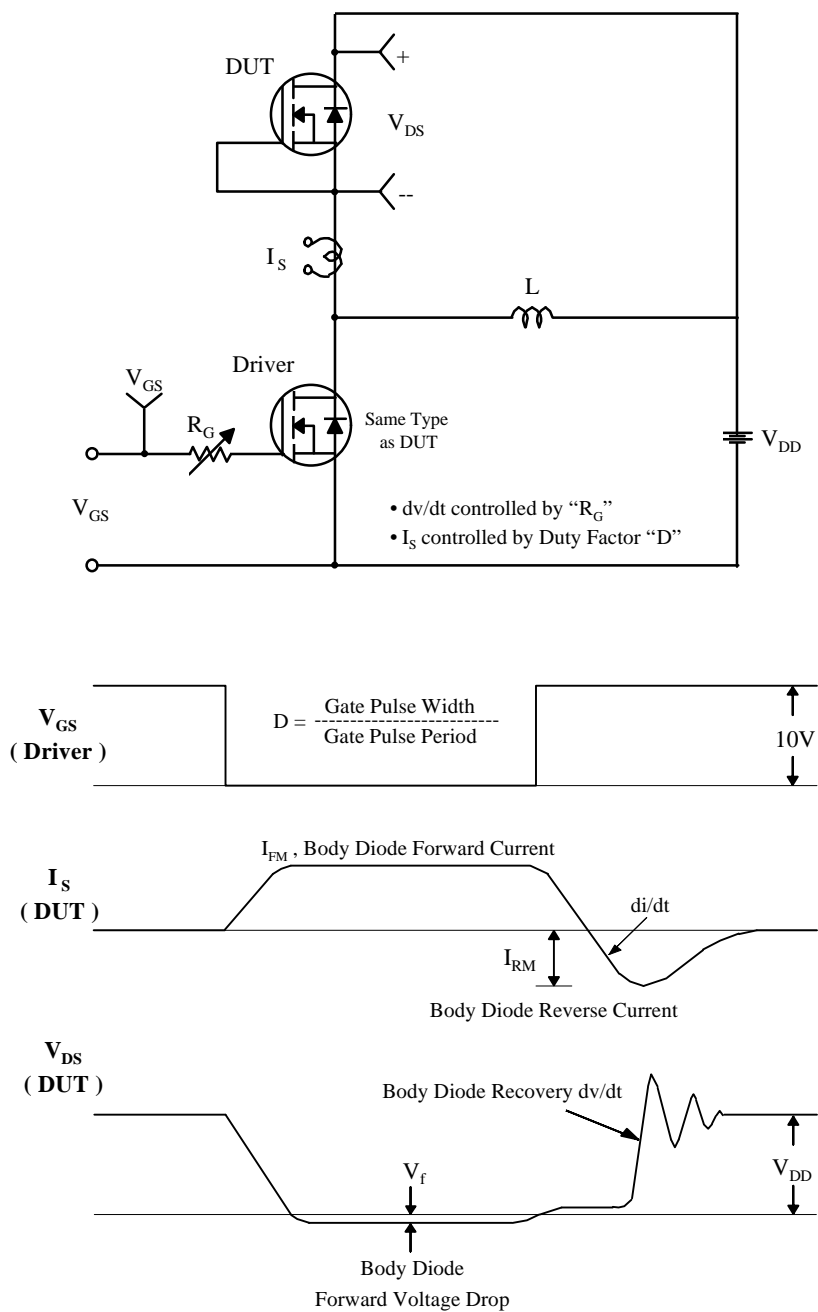 +
DUT
V_DS
--
I_S
L
Driver
V_GS
R_G
Same Type
as DUT
V_DD
V_GS
• dv/dt controlled by “R_G”
• I_S controlled by Duty Factor “D”
V_GS
( Driver )
D = Gate Pulse Width
--------------------------
Gate Pulse Period
10V
I_FM , Body Diode Forward Current
I_S
( DUT )
di/dt
I_RM
Body Diode Reverse Current
V_DS
( DUT )
Body Diode Recovery dv/dt
V_f
V_DD
Body Diode
Forward Voltage Drop